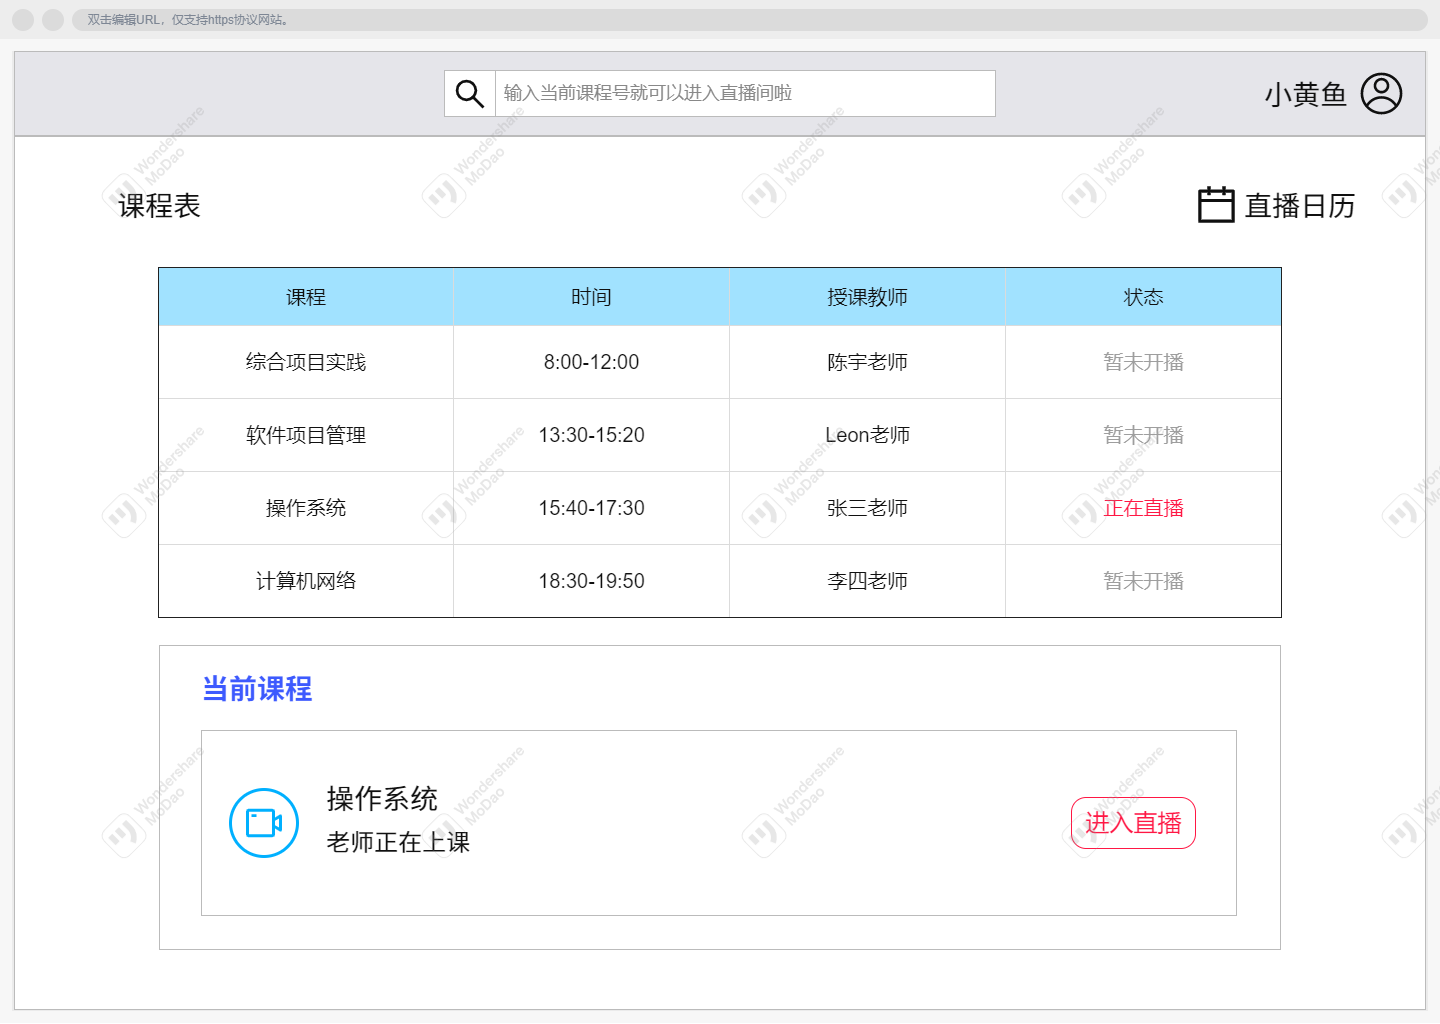 双击编辑URL，仅支持https协议网站。
输入当前课程号就可以进入直播间啦
小黄鱼
课程表
直播日历
课程 时间 授课教师 状态
综合项目实践 8:00-12:00 陈宇老师 暂未开播
软件项目管理 13:30-15:20 Leon老师 暂未开播
操作系统 15:40-17:30 张三老师 正在直播
计算机网络 18:30-19:50 李四老师 暂未开播
当前课程
操作系统
老师正在上课
进入直播
Wondershare
MoDao